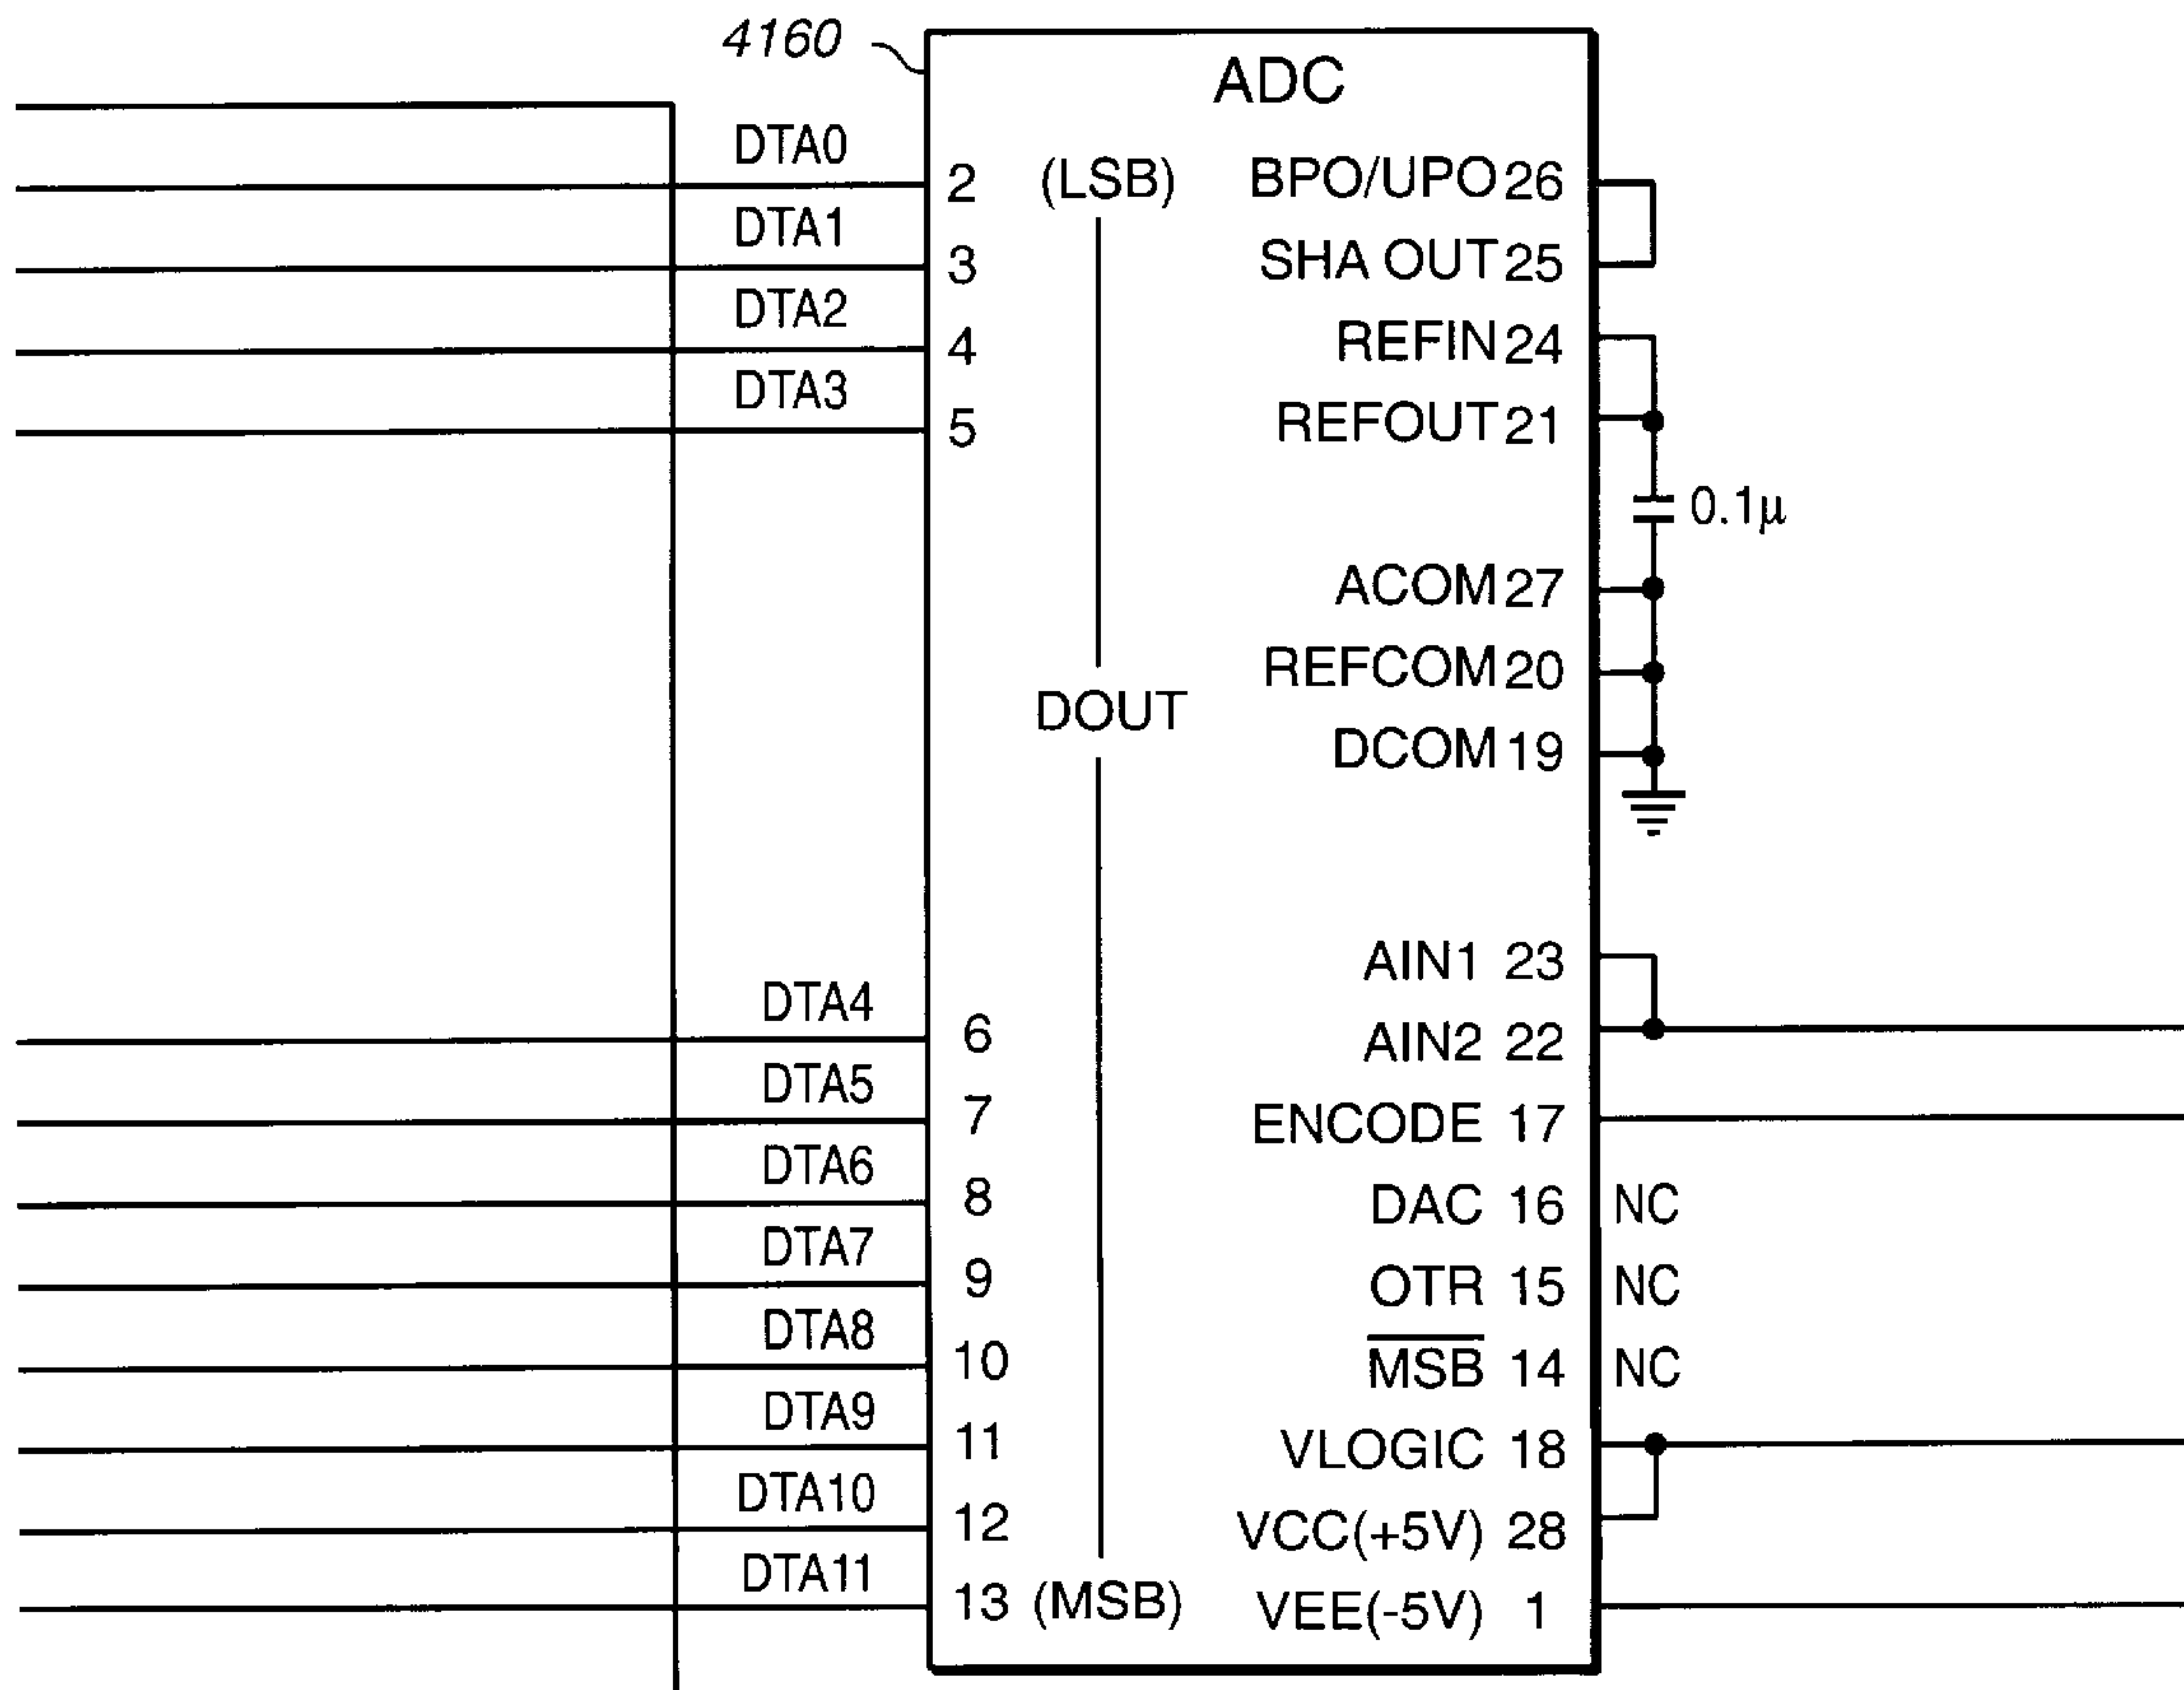 4160
ADC
DTA0
2 (LSB) BPO/UPO 26
DTA1
3 SHA OUT 25
DTA2
4 REFIN 24
DTA3
5 REFOUT 21
0.1µ
ACOM 27
REFCOM 20
DOUT
DCOM 19
AIN1 23
DTA4
6 AIN2 22
DTA5
7 ENCODE 17
DTA6
8 DAC 16 NC
DTA7
9 OTR 15 NC
DTA8
10 M̅S̅B̅ 14 NC
DTA9
11 VLOGIC 18
DTA10
12 VCC(+5V) 28
DTA11
13 (MSB) VEE(-5V) 1